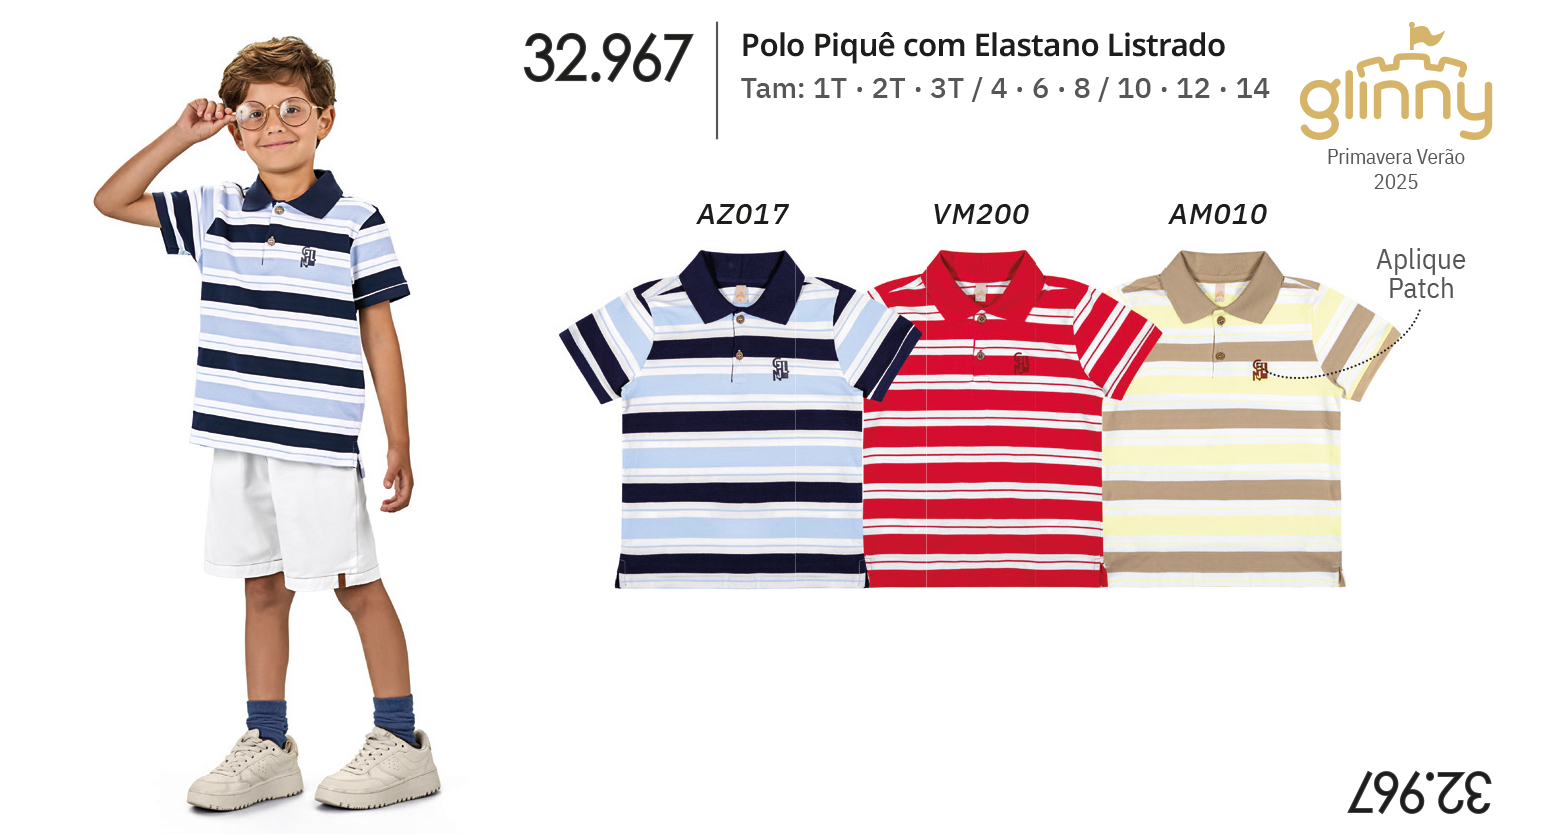 32.967
Polo Piquê com Elastano Listrado
Tam: 1T · 2T · 3T / 4 · 6 · 8 / 10 · 12 · 14
glinny
Primavera Verão
2025
AZ017
VM200
AM010
Aplique
Patch
32.967